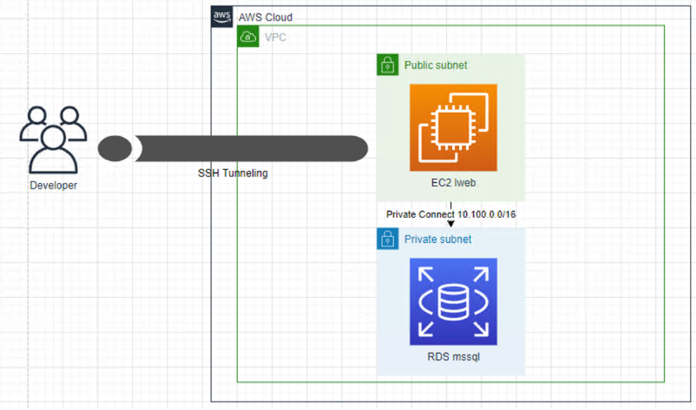 aws
AWS Cloud
VPC
Public subnet
EC2 lweb
Developer
SSH Tunneling
Private Connect 10.100.0.0/16
Private subnet
RDS mssql